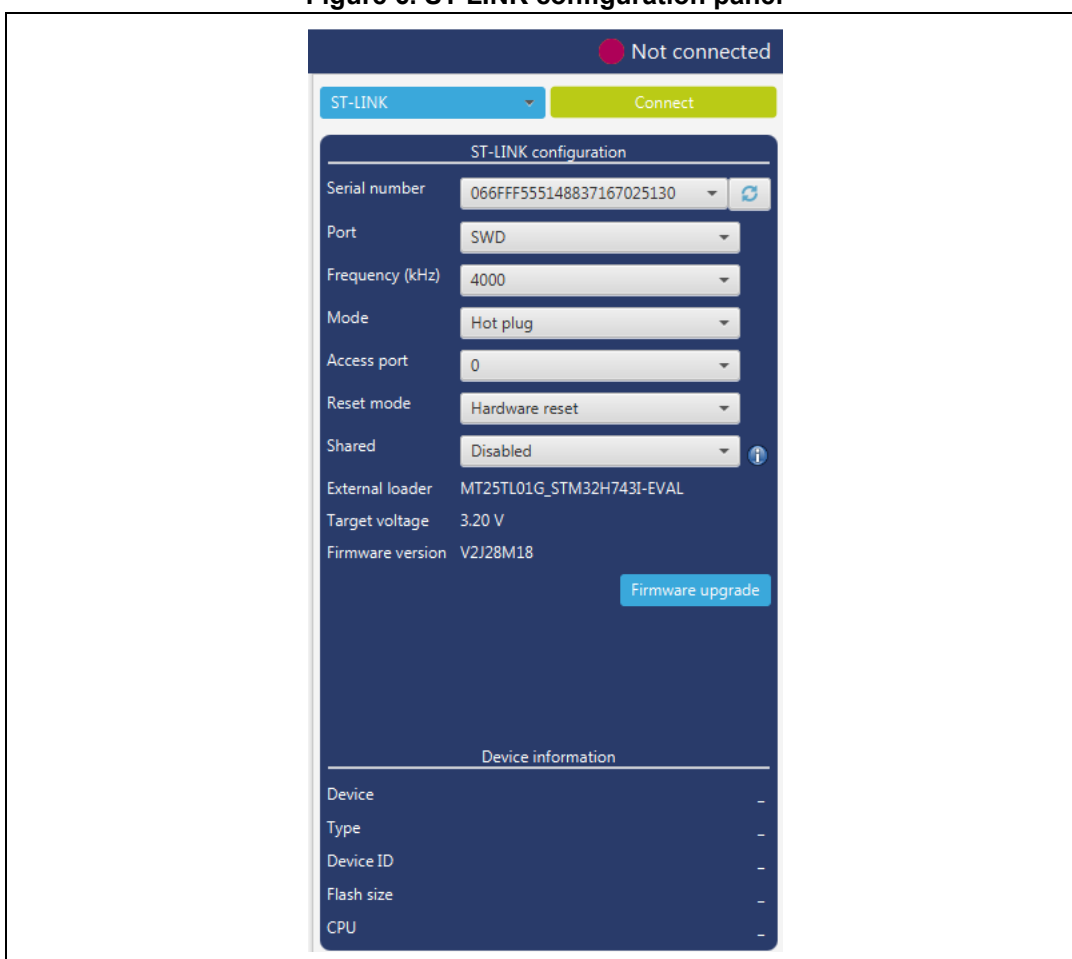 Not connected
ST-LINK Connect
ST-LINK configuration
Serial number 066FFF555148837167025130
Port SWD
Frequency (kHz) 4000
Mode Hot plug
Access port 0
Reset mode Hardware reset
Shared Disabled
External loader MT25TL01G_STM32H743I-EVAL
Target voltage 3.20 V
Firmware version V2J28M18
Firmware upgrade
Device information
Device -
Type -
Device ID -
Flash size -
CPU -